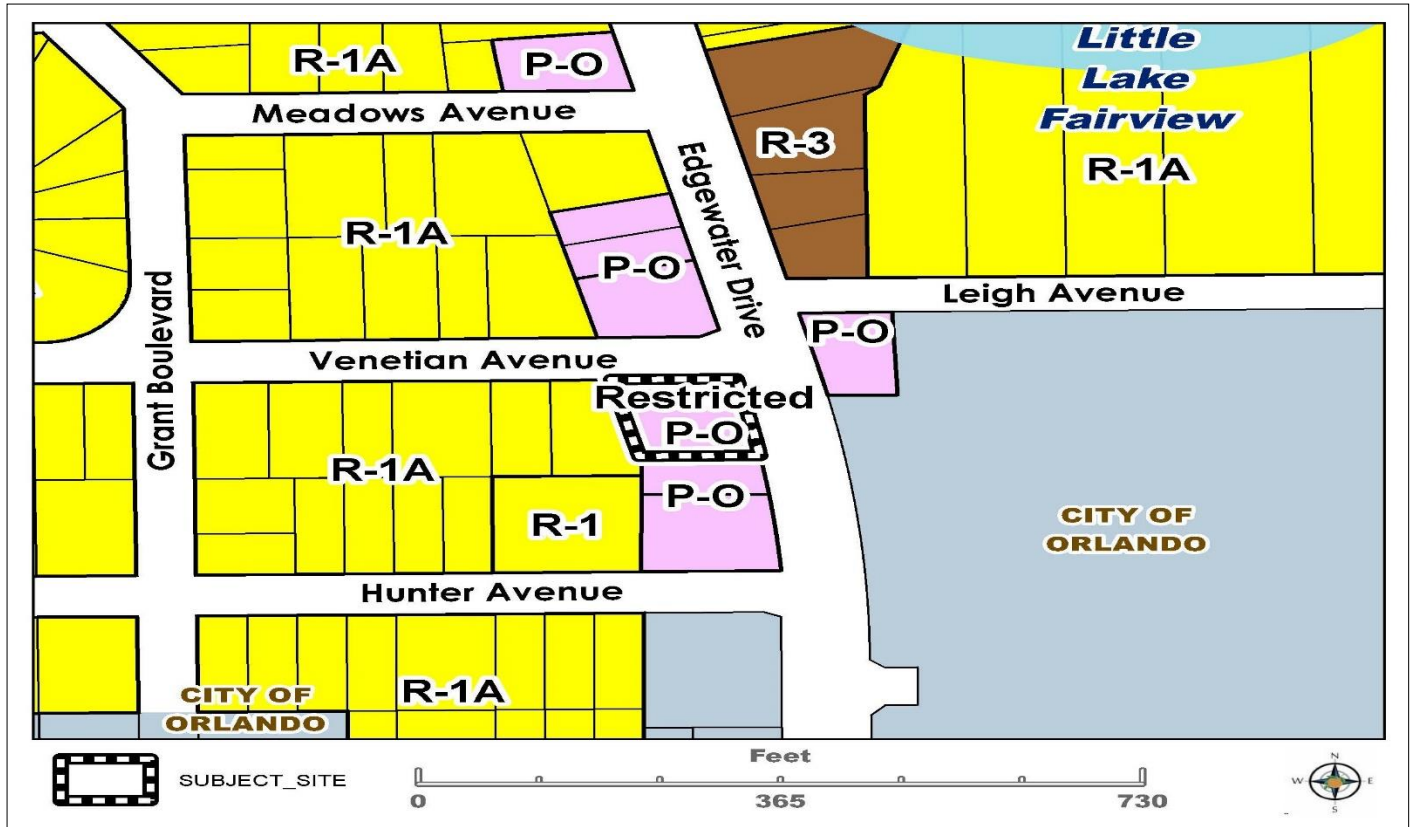 Little
Lake
Fairview
R-1A
P-O
Meadows Avenue
R-3
R-1A
Edgewater Drive
R-1A
P-O
Grant Boulevard
Leigh Avenue
P-O
Venetian Avenue
Restricted
P-O
R-1A
P-O
R-1
CITY OF
ORLANDO
Hunter Avenue
R-1A
CITY OF
ORLANDO
SUBJECT_SITE
Feet
0
365
730
N
W
E
S